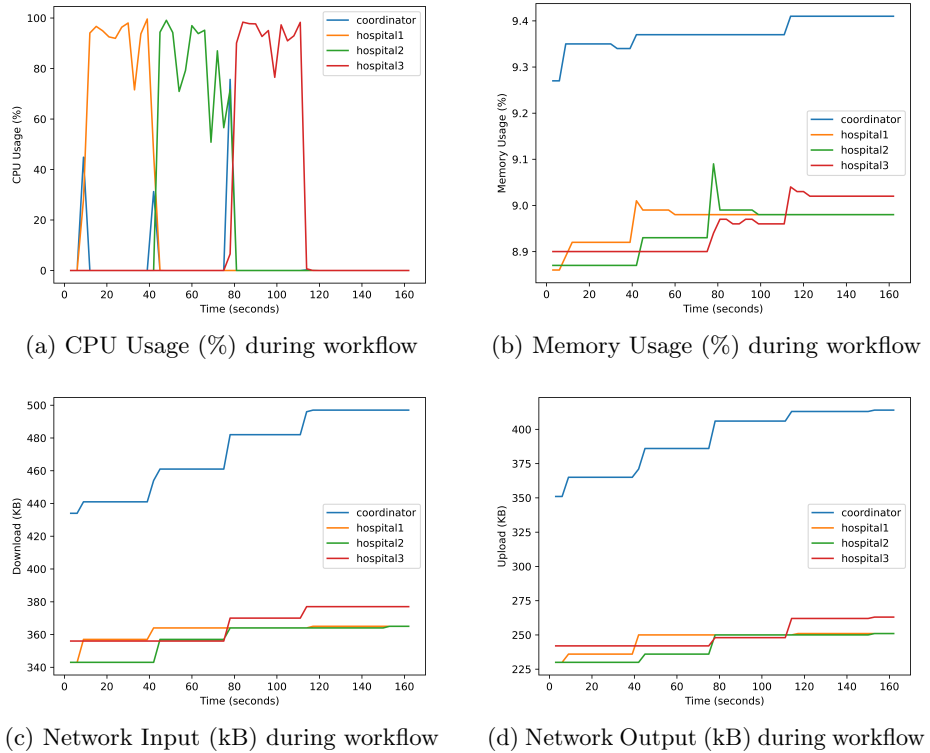 100
80
60
40
20
0
CPU Usage (%)
coordinator
hospital1
hospital2
hospital3
0 20 40 60 80 100 120 140 160
Time (seconds)
(a) CPU Usage (%) during workflow
9.4
9.3
9.2
9.1
9.0
8.9
Memory Usage (%)
coordinator
hospital1
hospital2
hospital3
0 20 40 60 80 100 120 140 160
Time (seconds)
(b) Memory Usage (%) during workflow
500
480
460
440
420
400
380
360
340
Download (KB)
coordinator
hospital1
hospital2
hospital3
0 20 40 60 80 100 120 140 160
Time (seconds)
(c) Network Input (kB) during workflow
400
375
350
325
300
275
250
225
Upload (KB)
coordinator
hospital1
hospital2
hospital3
0 20 40 60 80 100 120 140 160
Time (seconds)
(d) Network Output (kB) during workflow